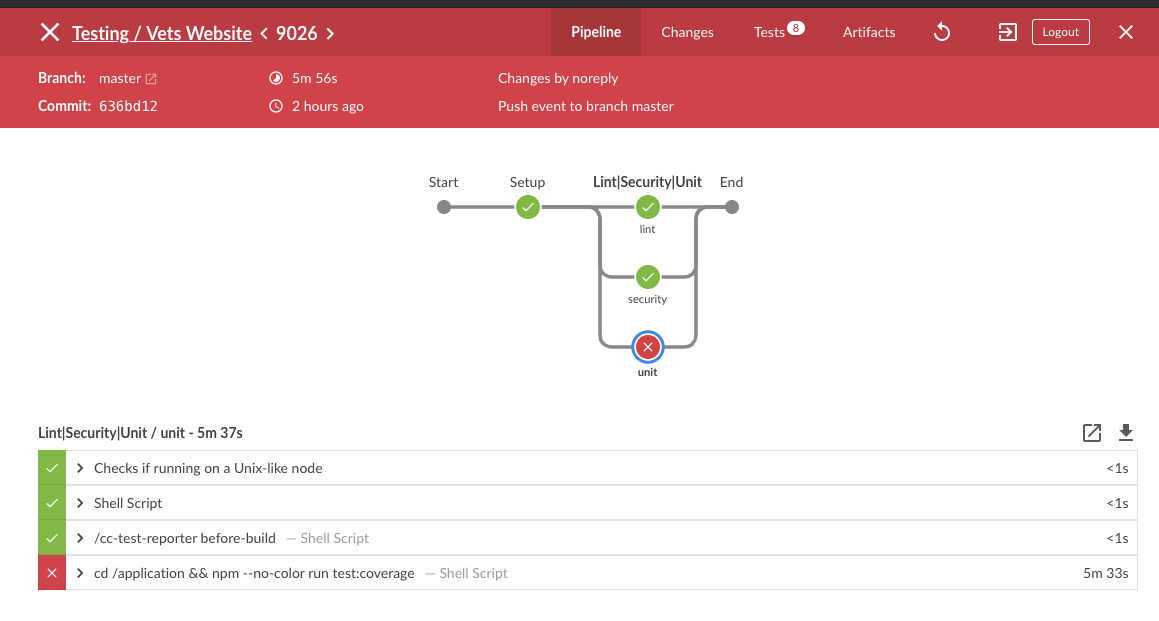 Testing / Vets Website < 9026 >
Pipeline Changes Tests 8 Artifacts Logout
Branch: master 5m 56s Changes by noreply
Commit: 636bd12 2 hours ago Push event to branch master
Start Setup Lint|Security|Unit End
lint
security
unit
Lint|Security|Unit / unit - 5m 37s
Checks if running on a Unix-like node <1s
Shell Script <1s
/cc-test-reporter before-build — Shell Script <1s
cd /application && npm --no-color run test:coverage — Shell Script 5m 33s